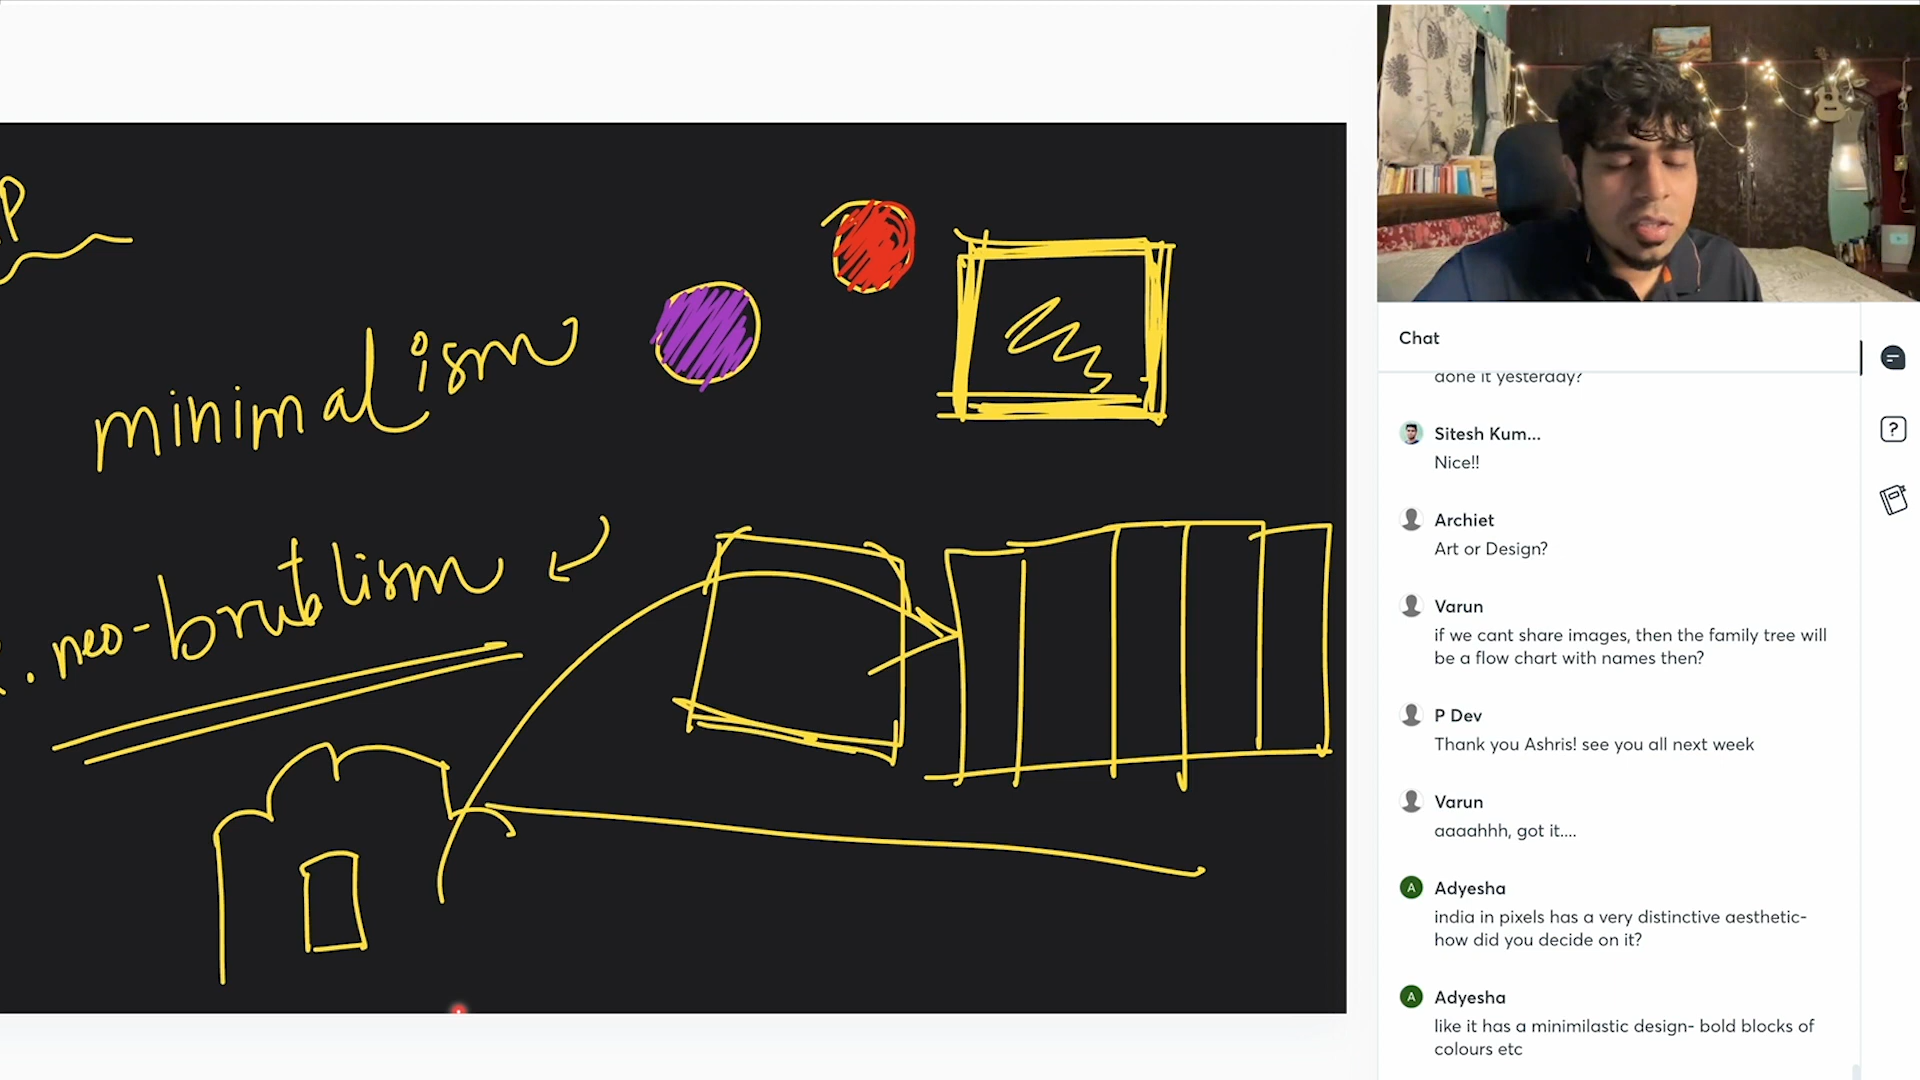 P
minimalism
. neo-brutlism
Chat
done it yesterday?
Sitesh Kum...
Nice!!
Archiet
Art or Design?
Varun
if we cant share images, then the family tree will
be a flow chart with names then?
P Dev
Thank you Ashris! see you all next week
Varun
aaaahhh, got it....
A Adyesha
india in pixels has a very distinctive aesthetic-
how did you decide on it?
A Adyesha
like it has a minimilastic design- bold blocks of
colours etc